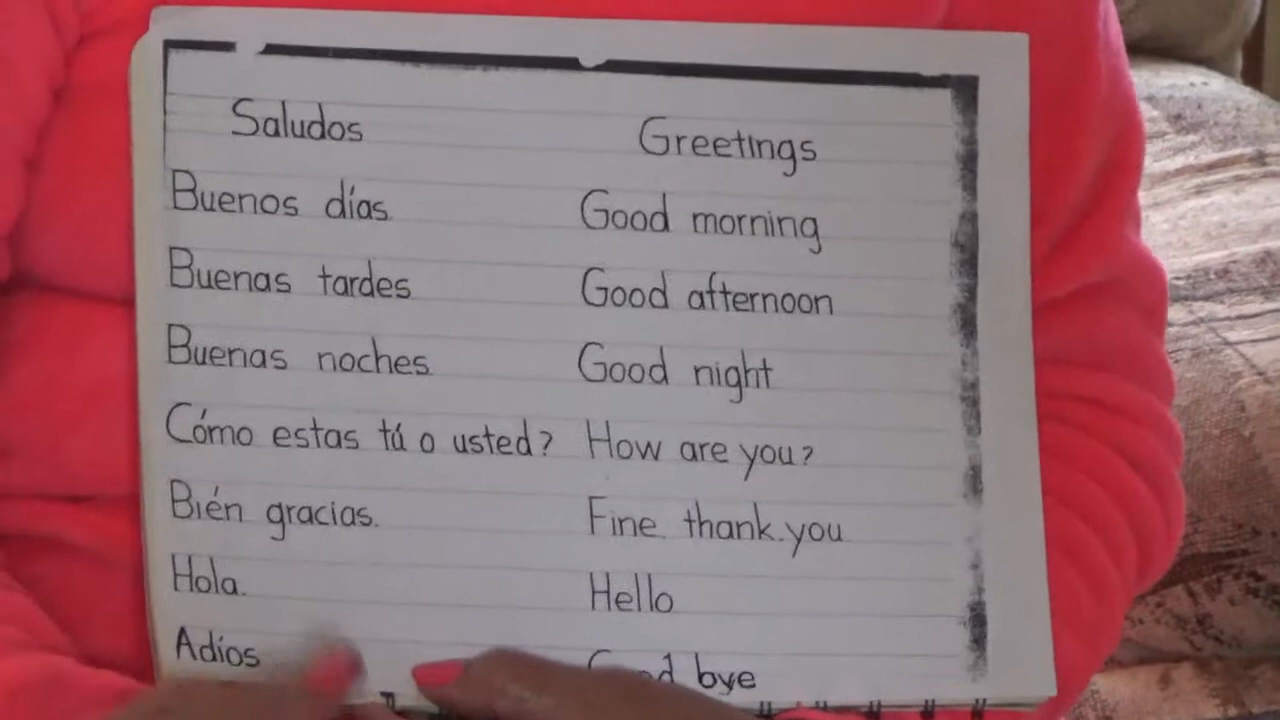 Saludos Greetings
Buenos días. Good morning
Buenas tardes Good afternoon
Buenas noches. Good night
Cómo estas tú o usted? How are you?
Bién gracias. Fine. thank.you
Hola. Hello
Adíos bye